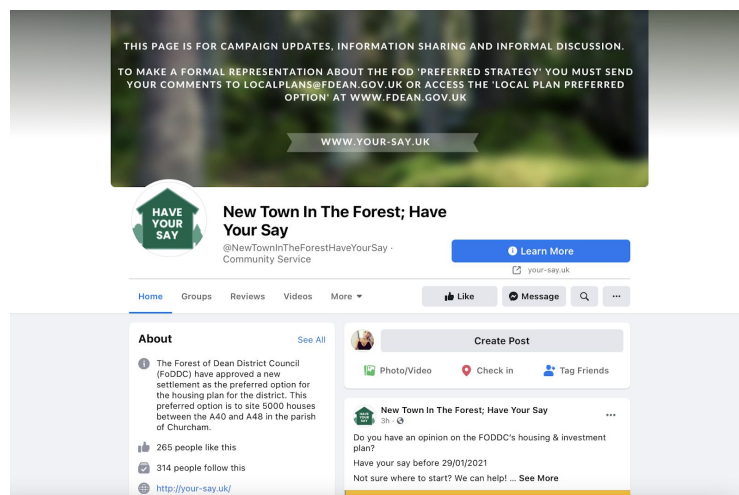 THIS PAGE IS FOR CAMPAIGN UPDATES, INFORMATION SHARING AND INFORMAL DISCUSSION.
TO MAKE A FORMAL REPRESENTATION ABOUT THE FOD 'PREFERRED STRATEGY' YOU MUST SEND
YOUR COMMENTS TO LOCALPLANS@FDEAN.GOV.UK OR ACCESS THE 'LOCAL PLAN PREFERRED
OPTION' AT WWW.FDEAN.GOV.UK
WWW.YOUR-SAY.UK
HAVE
YOUR
SAY
New Town In The Forest; Have
Your Say
@NewTownInTheForestHaveYourSay ·
Community Service
Learn More
your-say.uk
Home Groups Reviews Videos More
Like Message ...
About See All
The Forest of Dean District Council
(FoDDC) have approved a new
settlement as the preferred option for
the housing plan for the district. This
preferred option is to site 5000 houses
between the A40 and A48 in the parish
of Churcham.
265 people like this
314 people follow this
http://your-say.uk/
Create Post
Photo/Video Check in Tag Friends
HAVE
YOUR
SAY
New Town In The Forest; Have Your Say
3h ·
...
Do you have an opinion on the FODDC's housing & investment
plan?
Have your say before 29/01/2021
Not sure where to start? We can help! ... See More